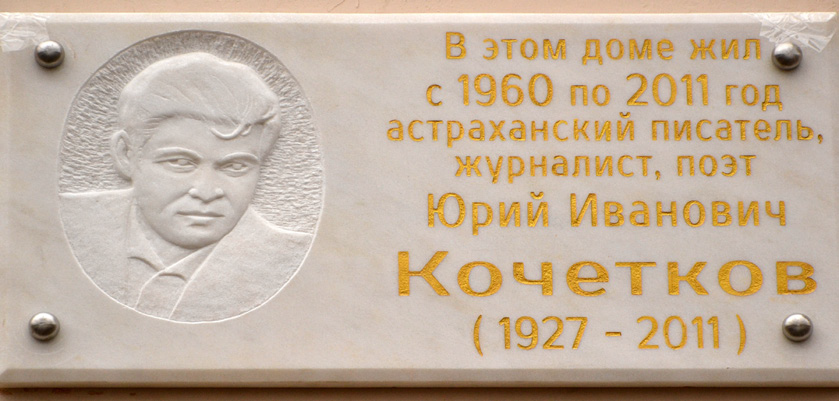 В этом доме жил
с 1960 по 2011 год
астраханский писатель,
журналист, поэт
Юрий Иванович
Кочетков
(1927 - 2011)